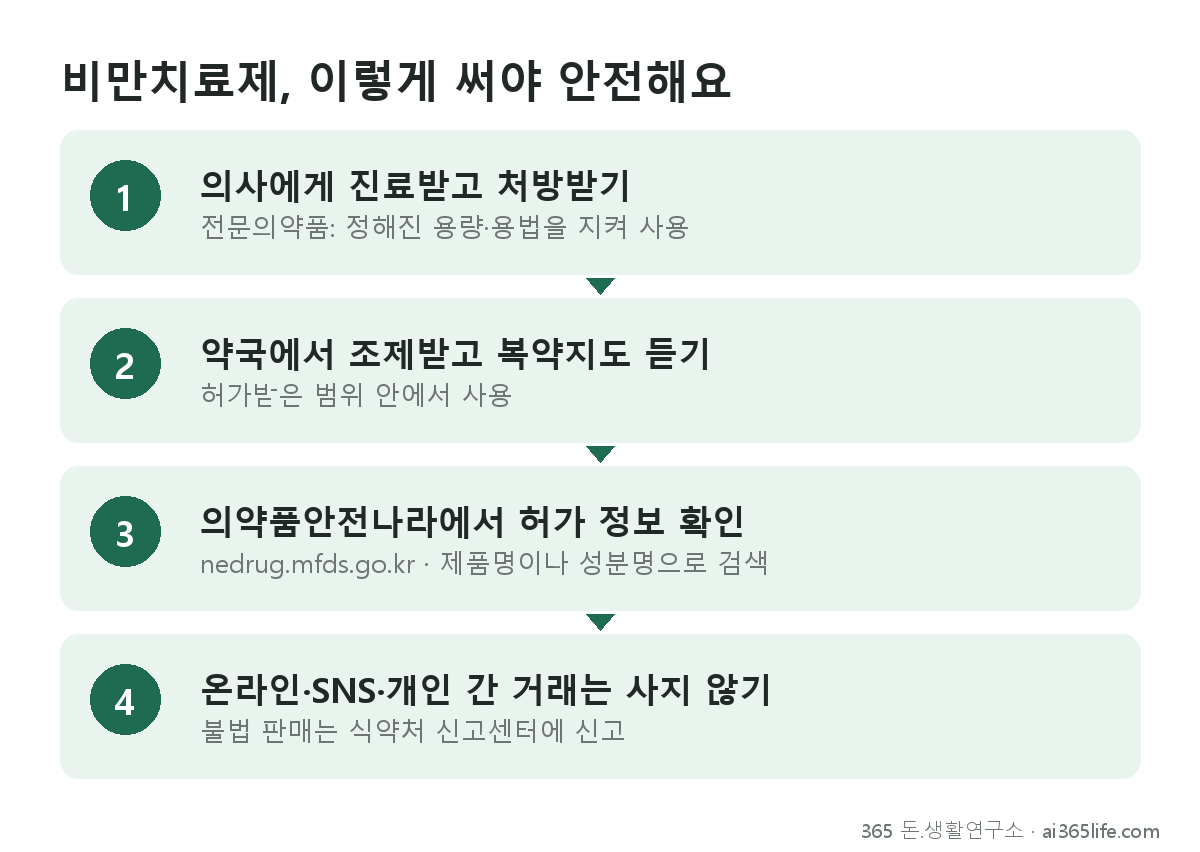 비만치료제, 이렇게 써야 안전해요
1
의사에게 진료받고 처방받기
전문의약품: 정해진 용량·용법을 지켜 사용
2
약국에서 조제받고 복약지도 듣기
허가받은 범위 안에서 사용
3
의약품안전나라에서 허가 정보 확인
nedrug.mfds.go.kr · 제품명이나 성분명으로 검색
4
온라인·SNS·개인 간 거래는 사지 않기
불법 판매는 식약처 신고센터에 신고
365 돈.생활연구소 · ai365life.com